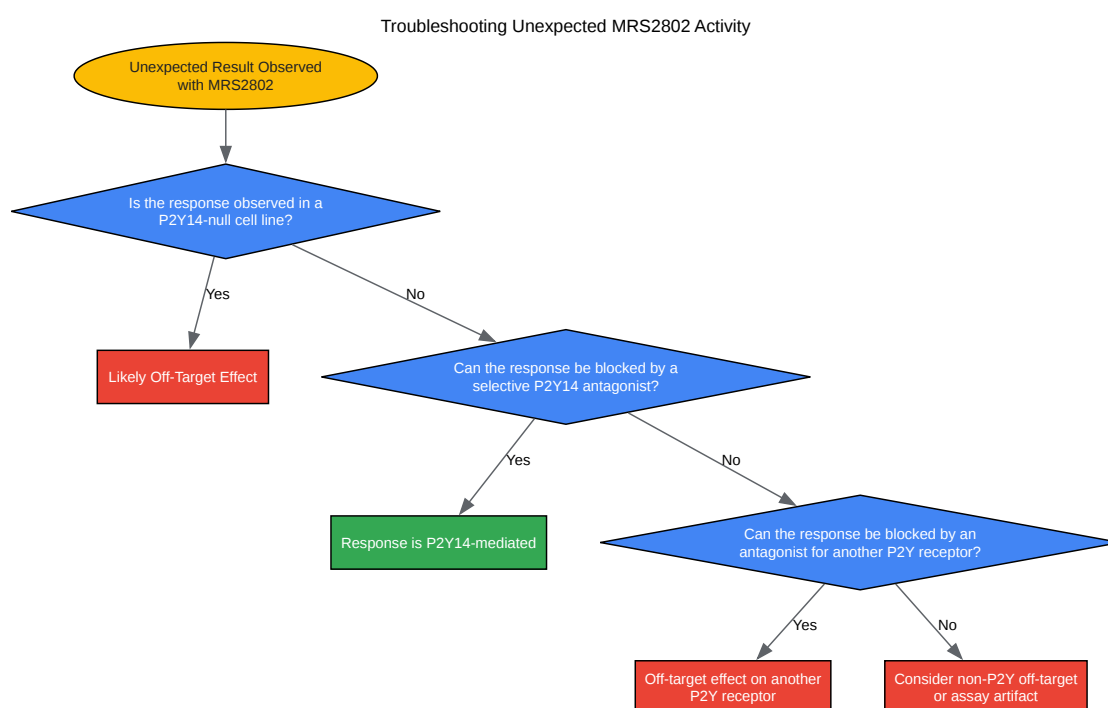 Troubleshooting Unexpected MRS2802 Activity
Unexpected Result Observed
with MRS2802
Is the response observed in a
P2Y14-null cell line?
Yes
No
Likely Off-Target Effect
Can the response be blocked by a
selective P2Y14 antagonist?
Yes
No
Response is P2Y14-mediated
Can the response be blocked by an
antagonist for another P2Y receptor?
Yes
No
Off-target effect on another
P2Y receptor
Consider non-P2Y off-target
or assay artifact